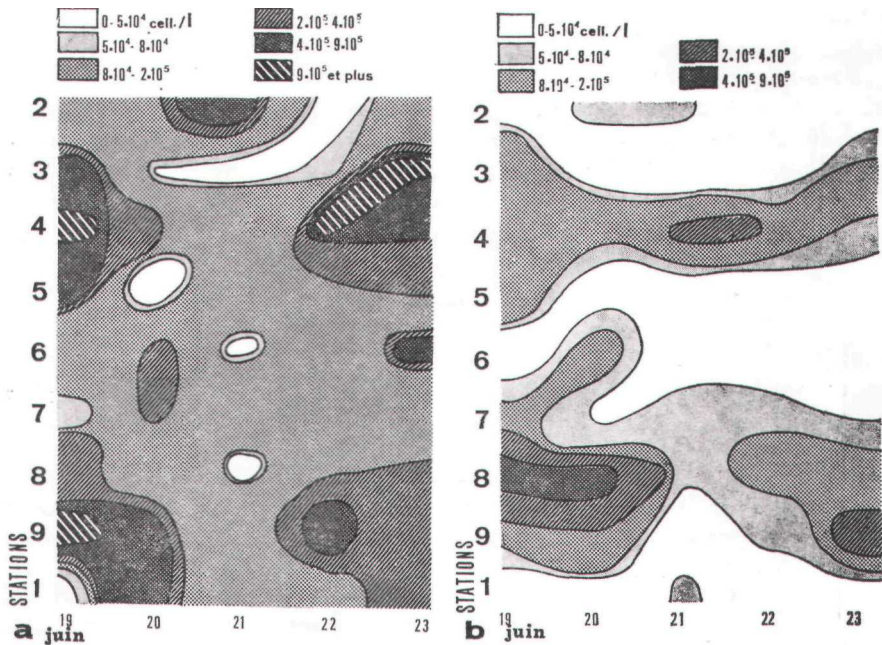 0-5•10⁴ cell./l
5•10⁴-8•10⁴
8•10⁴-2•10⁵
2•10⁵-4•10⁵
4•10⁵-9•10⁵
9•10⁵ et plus
2
3
4
5
6
7
8
9
1
STATIONS
19 20 21 22 23
a juin
0-5•10⁴ cell./l
5•10⁴-8•10⁴
8•10⁴-2•10⁵
2•10⁵-4•10⁵
4•10⁵-9•10⁵
2
3
4
5
6
7
8
9
1
STATIONS
19 20 21 22 23
b juin